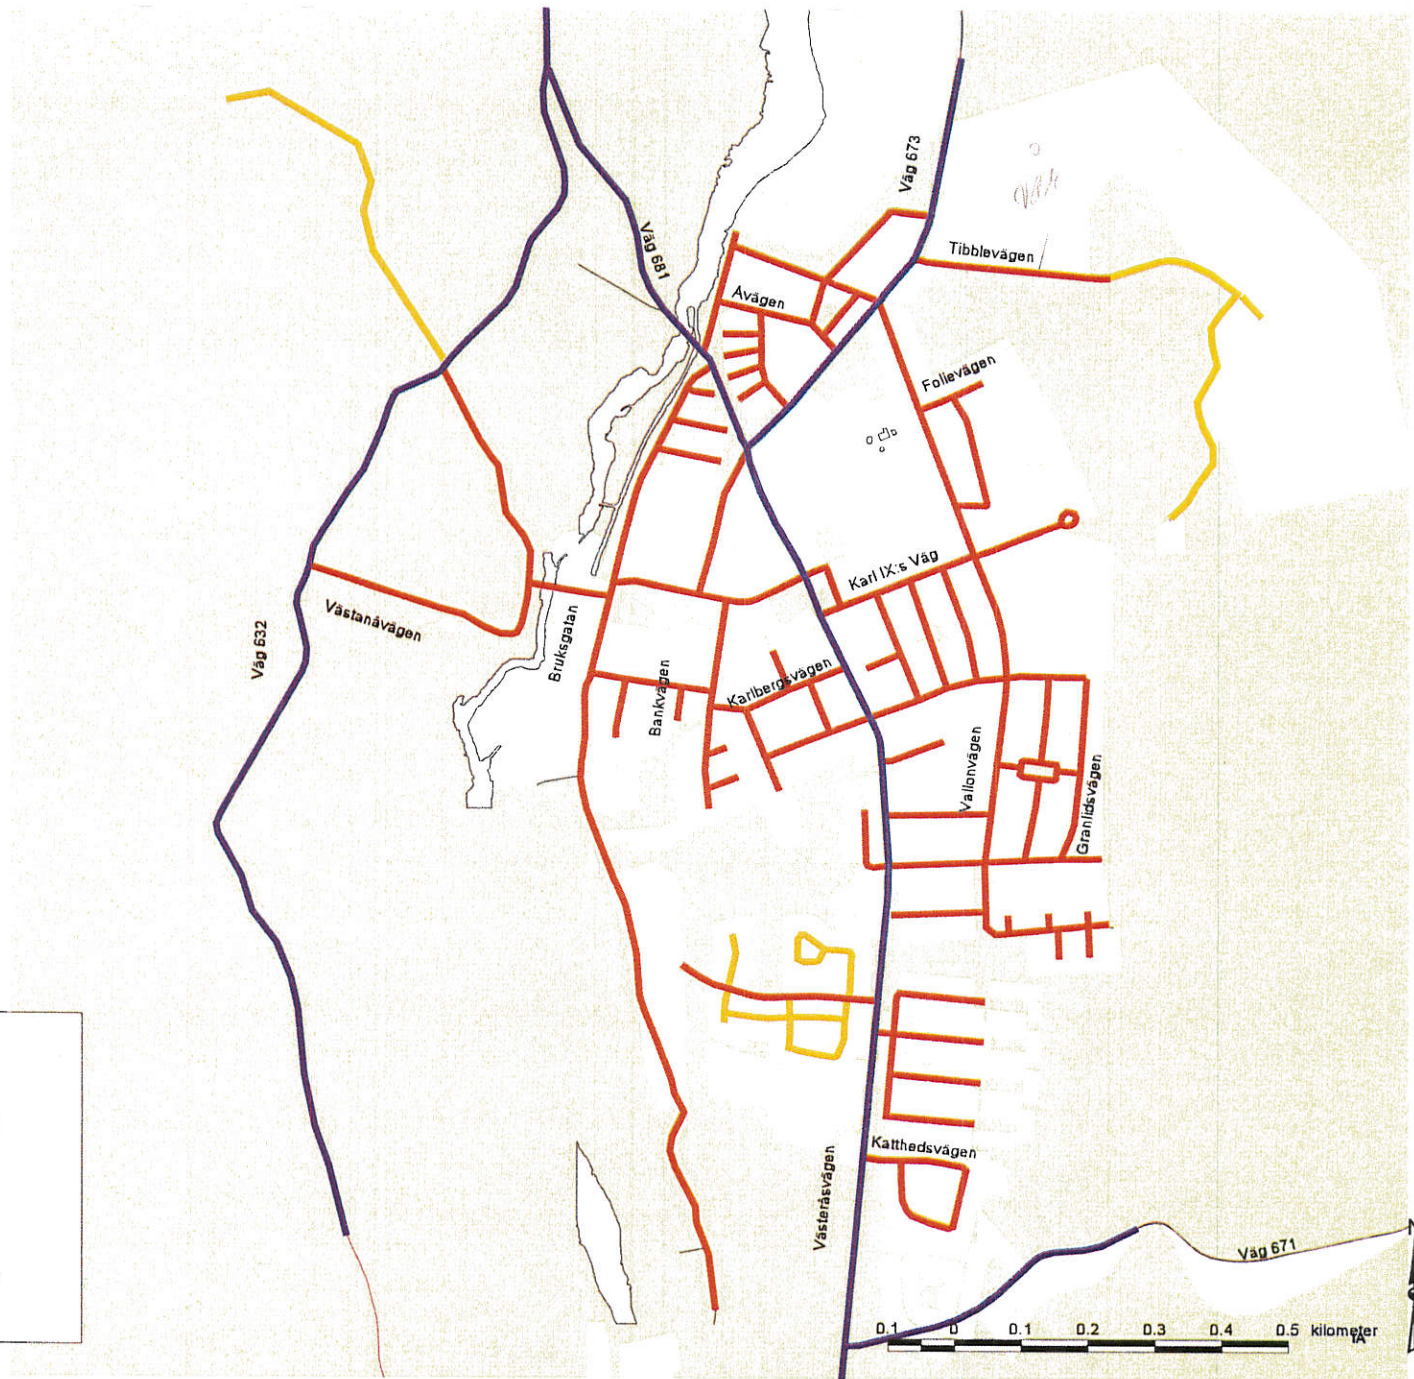 Väg 673
Tibblevägen
Väg 681
Åvägen
Folievägen
Karl IX:s Väg
Västanåvägen
Väg 632
Bruksgatan
Bankvägen
Karlbergsvägen
Vallonvägen
Granlidsvägen
Katthedsvägen
Västeråsvägen
Väg 671
0.1 0 0.1 0.2 0.3 0.4 0.5 kilometer